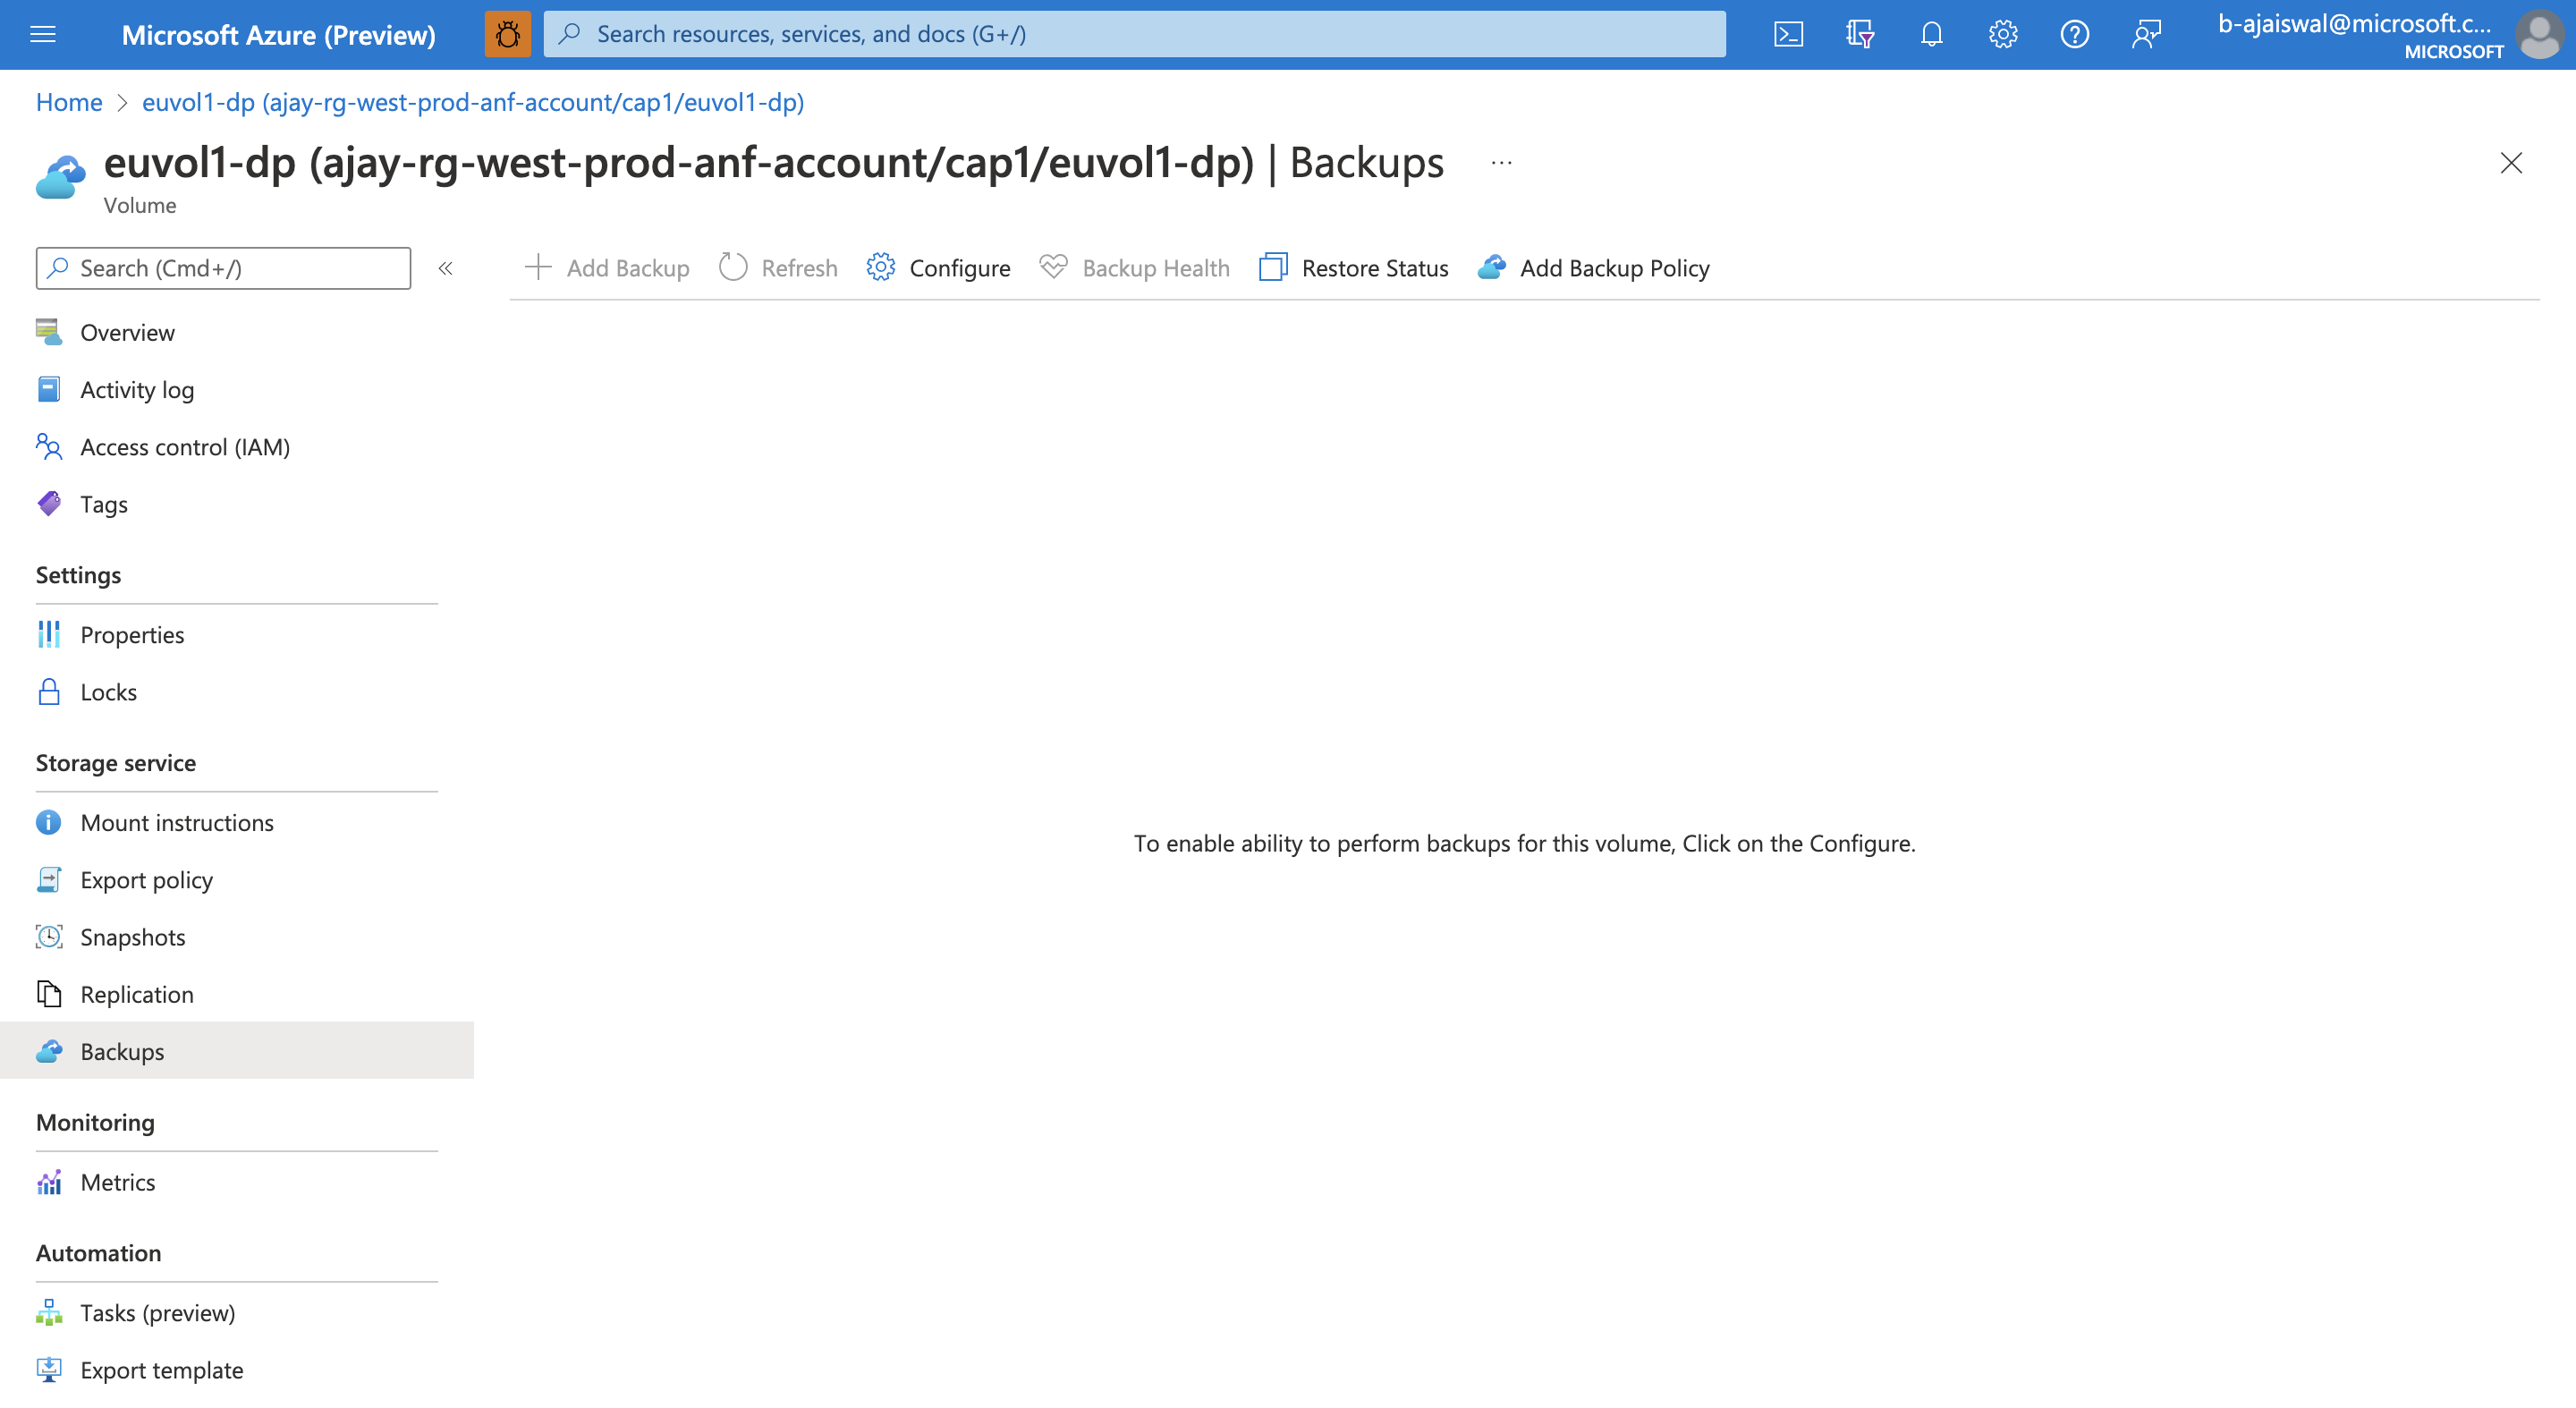 Microsoft Azure (Preview)
Search resources, services, and docs (G+/)
b-ajaiswal@microsoft.c...
MICROSOFT
Home > euvol1-dp (ajay-rg-west-prod-anf-account/cap1/euvol1-dp)
euvol1-dp (ajay-rg-west-prod-anf-account/cap1/euvol1-dp) | Backups ...
Volume
Search (Cmd+/)
Add Backup Refresh Configure Backup Health Restore Status Add Backup Policy
Overview
Activity log
Access control (IAM)
Tags
Settings
Properties
Locks
Storage service
Mount instructions
Export policy
Snapshots
Replication
Backups
Monitoring
Metrics
Automation
Tasks (preview)
Export template
To enable ability to perform backups for this volume, Click on the Configure.